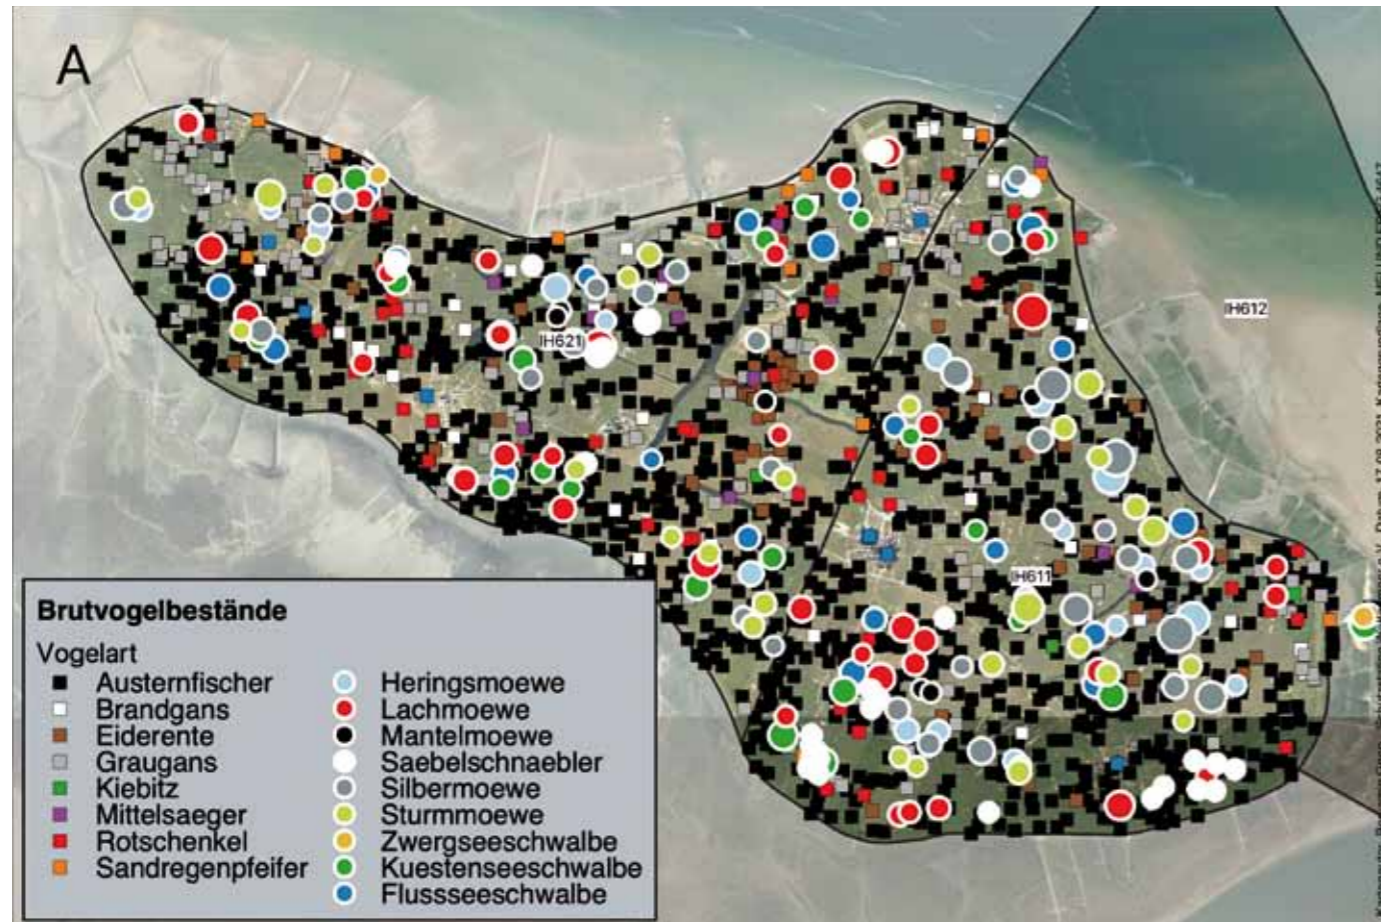 A
IH612
IH621
IH611
Brutvogelbestände
Vogelart
Austernfischer
Brandgans
Eiderente
Graugans
Kiebitz
Mittelsaeger
Rotschenkel
Sandregenpfeifer
Heringsmoewe
Lachmoewe
Mantelmoewe
Saebelschnaebler
Silbermoewe
Sturmmoewe
Zwergseeschwalbe
Kuestenseeschwalbe
Flussseeschwalbe